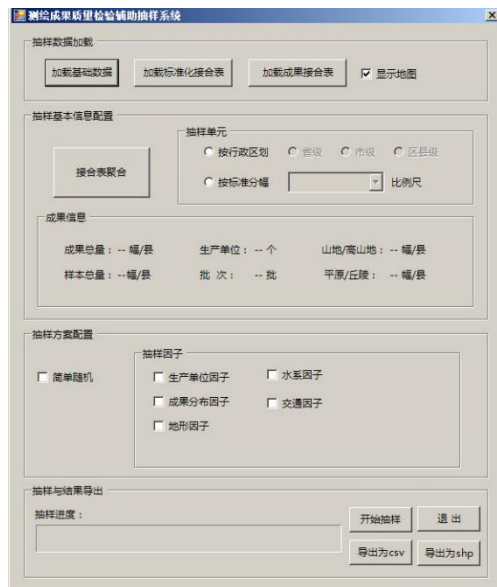 测绘成果质里检验辅助抽样系统
抽样数据加载
加载基础数据 加载标准化接合表 加载成果接合表 显示地图
抽样基本信息配置
抽样单元
接合表聚合
按行政区划 省级 市级 区县级
按标准分幅 比例尺
成果信息
成果总量：-- 幅/县 生产单位：-- 个 山地/高山地：-- 幅/县
样本总量：-- 幅/县 批 次： -- 批 平原/丘陵： -- 幅/县
抽样方案配置
简单随机
抽样因子
生产单位因子 水系因子
成果分布因子 交通因子
地形因子
抽样与结果导出
抽样进度：
开始抽样 退 出
导出为csv 导出为shp